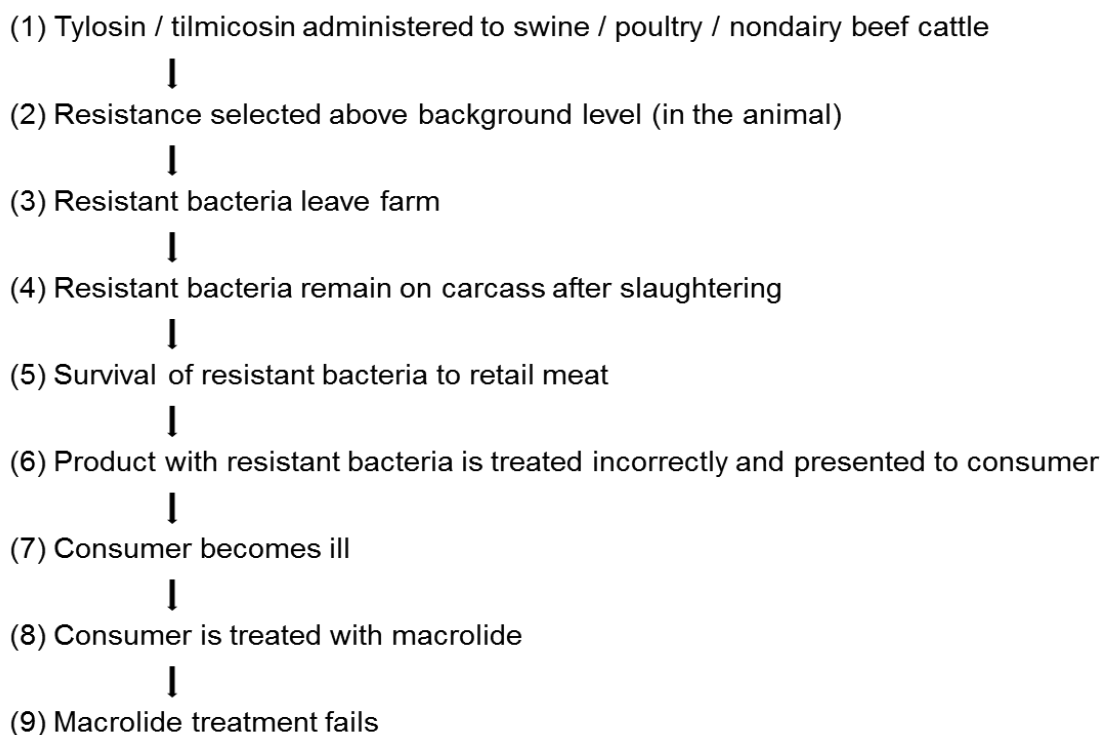 (1) Tylosin / tilmicosin administered to swine / poultry / nondairy beef cattle
(2) Resistance selected above background level (in the animal)
(3) Resistant bacteria leave farm
(4) Resistant bacteria remain on carcass after slaughtering
(5) Survival of resistant bacteria to retail meat
(6) Product with resistant bacteria is treated incorrectly and presented to consumer
(7) Consumer becomes ill
(8) Consumer is treated with macrolide
(9) Macrolide treatment fails